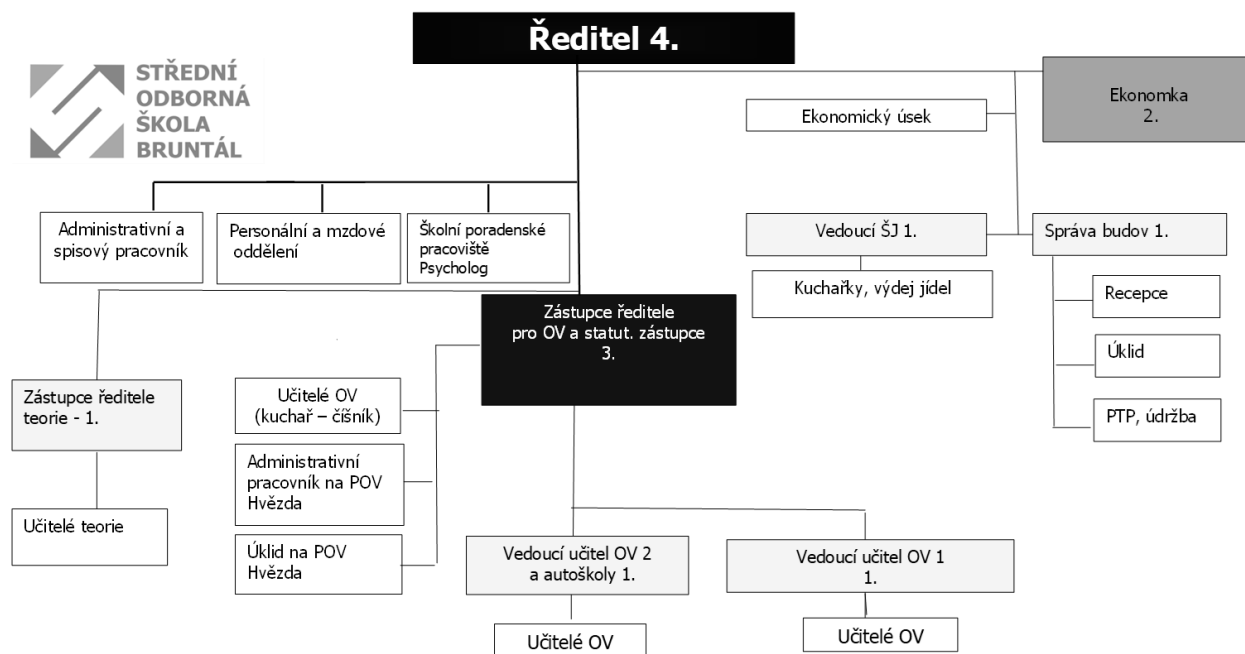 Ředitel 4.
STŘEDNÍ
ODBORNÁ
ŠKOLA
BRUNTÁL
Ekonomka
2.
Ekonomický úsek
Administrativní a
spisový pracovník
Personální a mzdové
oddělení
Školní poradenské
pracoviště
Psycholog
Vedoucí ŠJ 1.
Správa budov 1.
Kuchařky, výdej jídel
Recepce
Zástupce ředitele
pro OV a statut. zástupce
3.
Úklid
Zástupce ředitele
teorie - 1.
Učitelé OV
(kuchař – číšník)
PTP, údržba
Administrativní
pracovník na POV
Hvězda
Učitelé teorie
Úklid na POV
Hvězda
Vedoucí učitel OV 2
a autoškoly 1.
Vedoucí učitel OV 1
1.
Učitelé OV
Učitelé OV